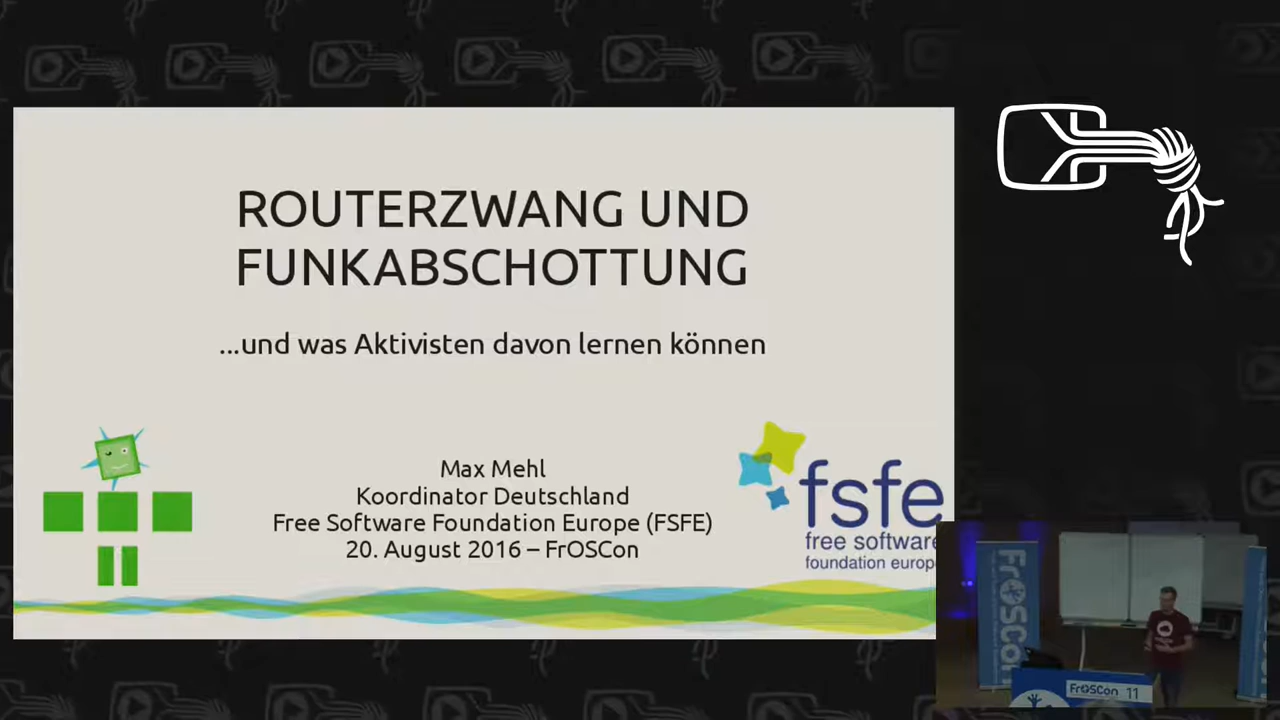 ROUTERZWANG UND
FUNKABSCHOTTUNG
...und was Aktivisten davon lernen können
Max Mehl
Koordinator Deutschland
Free Software Foundation Europe (FSFE)
20. August 2016 – FrOSCon
fsfe
free software
foundation europe
FrOSCon
FrOSCon 11